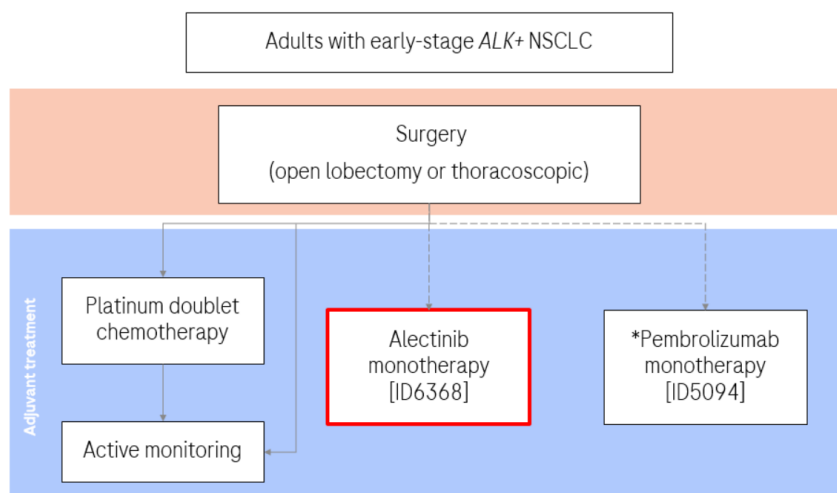 Adults with early-stage ALK+ NSCLC
Surgery
(open lobectomy or thoracoscopic)
Adjuvant treatment
Platinum doublet
chemotherapy
Active monitoring
Alectinib
monotherapy
[ID6368]
*Pembrolizumab
monotherapy
[ID5094]